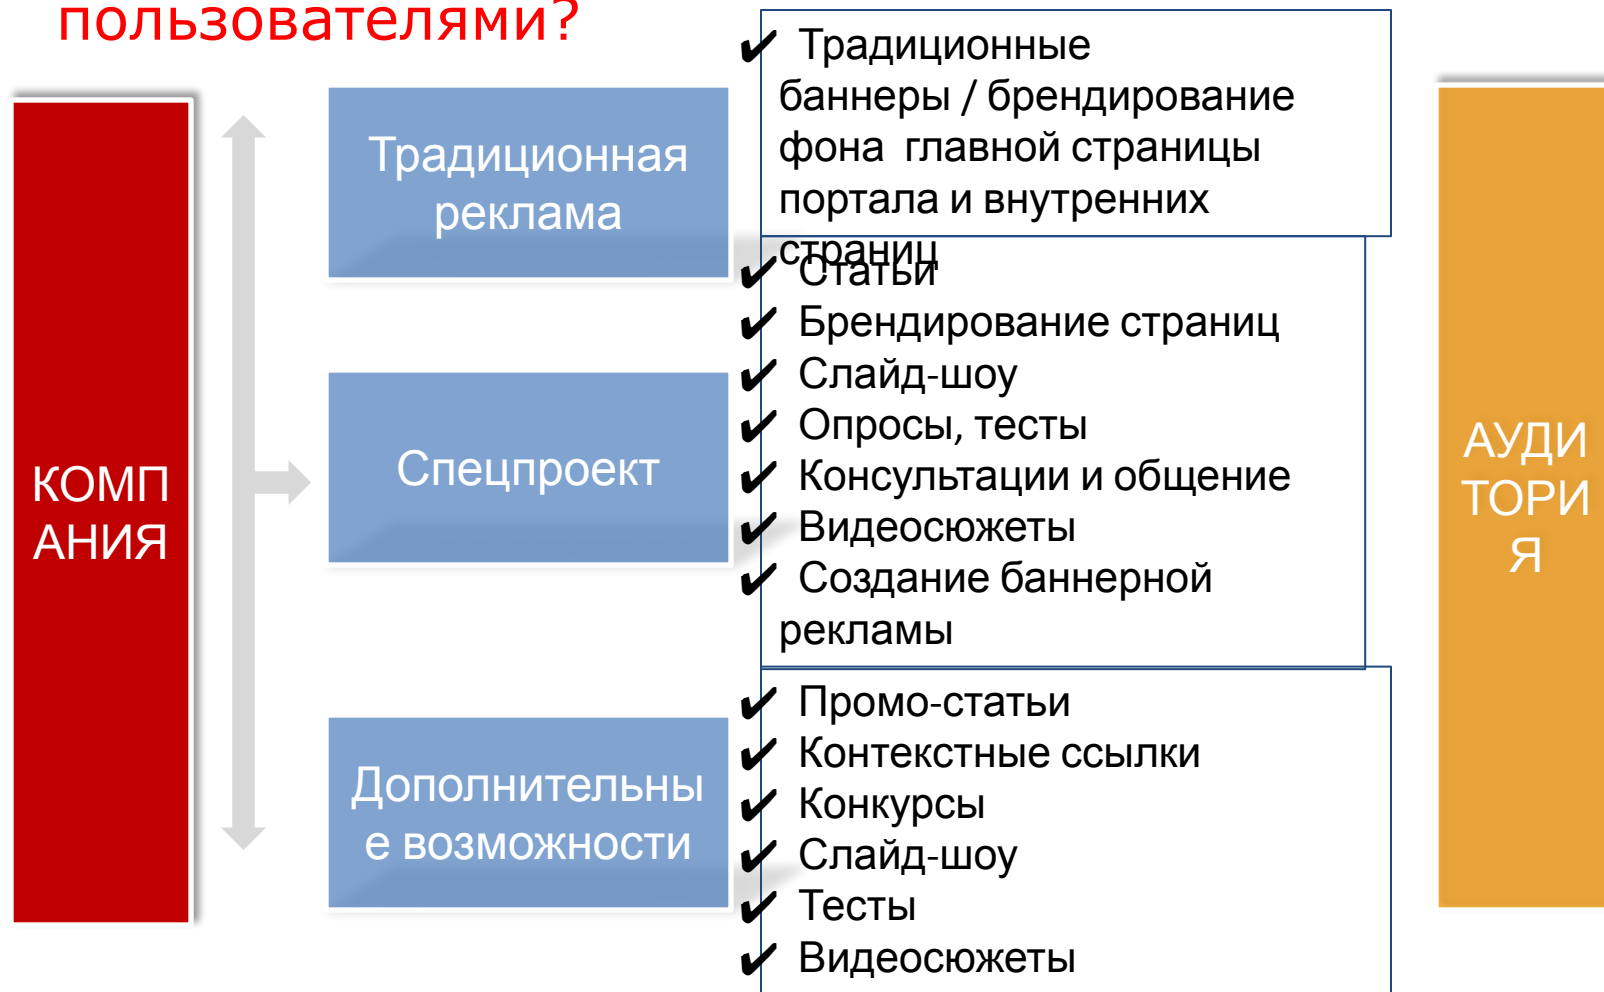 пользователями?
КОМП
АНИЯ
Традиционная
реклама
✔ Традиционные
баннеры / брендирование
фона главной страницы
портала и внутренних
страниц
Спецпроект
✔ Статьи
✔ Брендирование страниц
✔ Слайд-шоу
✔ Опросы, тесты
✔ Консультации и общение
✔ Видеосюжеты
✔ Создание баннерной
рекламы
Дополнительны
е возможности
✔ Промо-статьи
✔ Контекстные ссылки
✔ Конкурсы
✔ Слайд-шоу
✔ Тесты
✔ Видеосюжеты
АУДИ
ТОРИ
Я